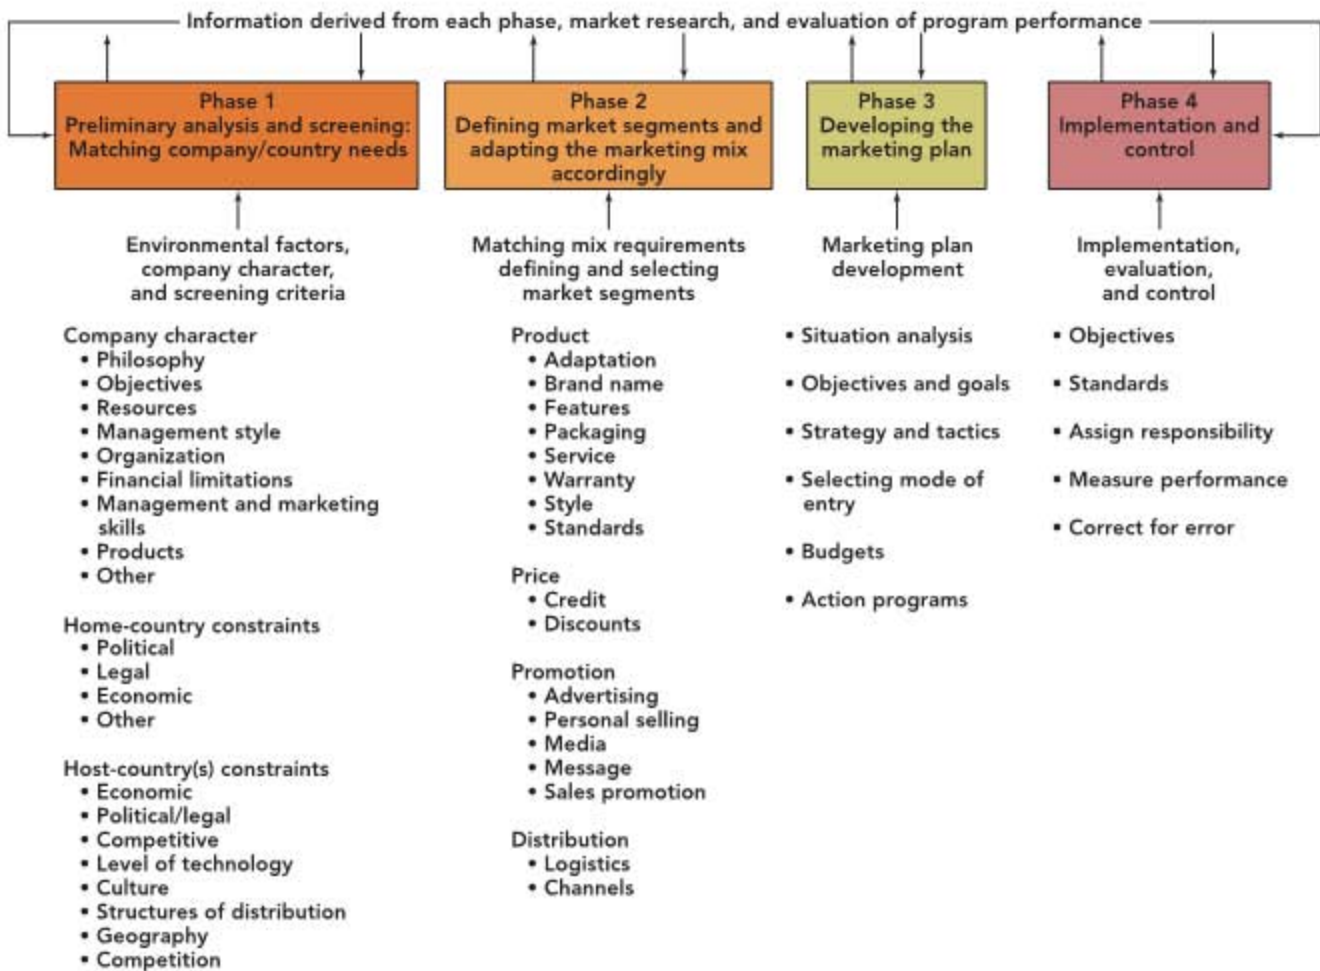 Information derived from each phase, market research, and evaluation of program performance
Phase 1
Preliminary analysis and screening:
Matching company/country needs
Phase 2
Defining market segments and
adapting the marketing mix
accordingly
Phase 3
Developing the
marketing plan
Phase 4
Implementation and
control
Environmental factors,
company character,
and screening criteria
Company character
• Philosophy
• Objectives
• Resources
• Management style
• Organization
• Financial limitations
• Management and marketing
skills
• Products
• Other
Home-country constraints
• Political
• Legal
• Economic
• Other
Host-country(s) constraints
• Economic
• Political/legal
• Competitive
• Level of technology
• Culture
• Structures of distribution
• Geography
• Competition
Matching mix requirements
defining and selecting
market segments
Product
• Adaptation
• Brand name
• Features
• Packaging
• Service
• Warranty
• Style
• Standards
Price
• Credit
• Discounts
Promotion
• Advertising
• Personal selling
• Media
• Message
• Sales promotion
Distribution
• Logistics
• Channels
Marketing plan
development
• Situation analysis
• Objectives and goals
• Strategy and tactics
• Selecting mode of
entry
• Budgets
• Action programs
Implementation,
evaluation,
and control
• Objectives
• Standards
• Assign responsibility
• Measure performance
• Correct for error